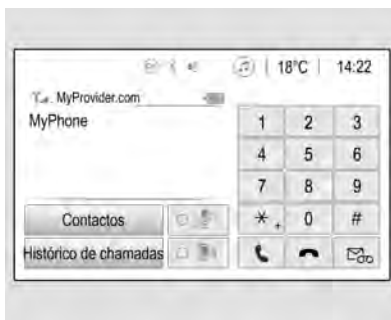 18°C 14:22
MyProvider.com
MyPhone
1 2 3
4 5 6
7 8 9
Contactos * + 0 #
Histórico de chamadas